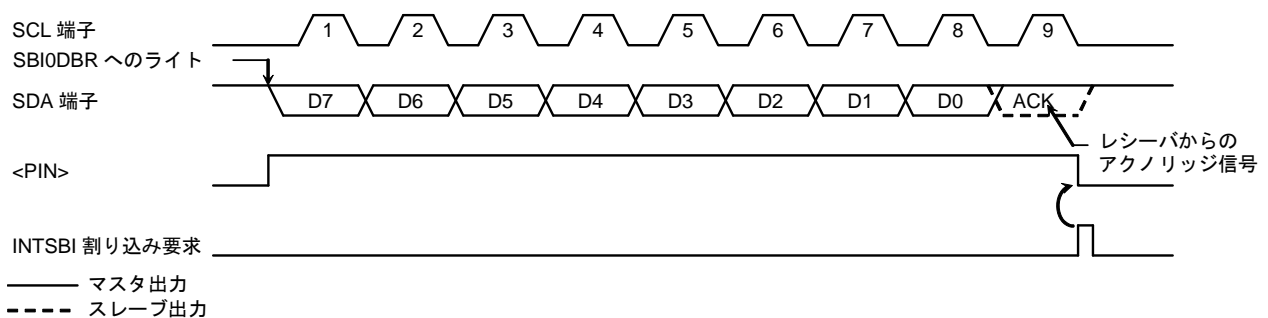 SCL 端子 1 2 3 4 5 6 7 8 9
SBI0DBR へのライト
SDA 端子 D7 D6 D5 D4 D3 D2 D1 D0 ACK
レシーバからの
アクノリッジ信号
<PIN>
INTSBI 割り込み要求
マスタ出力
スレーブ出力